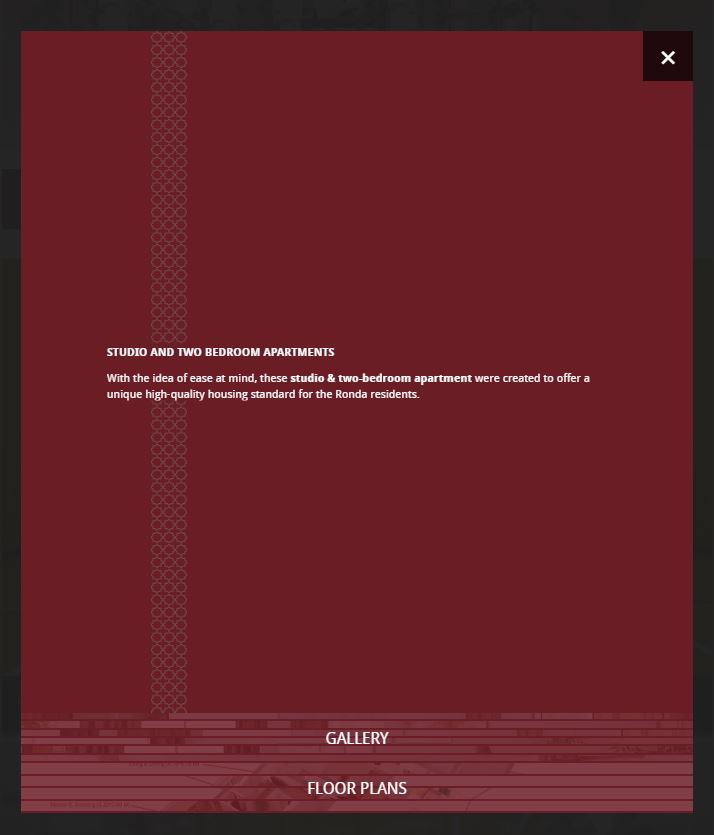 STUDIO AND TWO BEDROOM APARTMENTS
With the idea of ease at mind, these studio & two-bedroom apartment were created to offer a
unique high-quality housing standard for the Ronda residents.
GALLERY
FLOOR PLANS